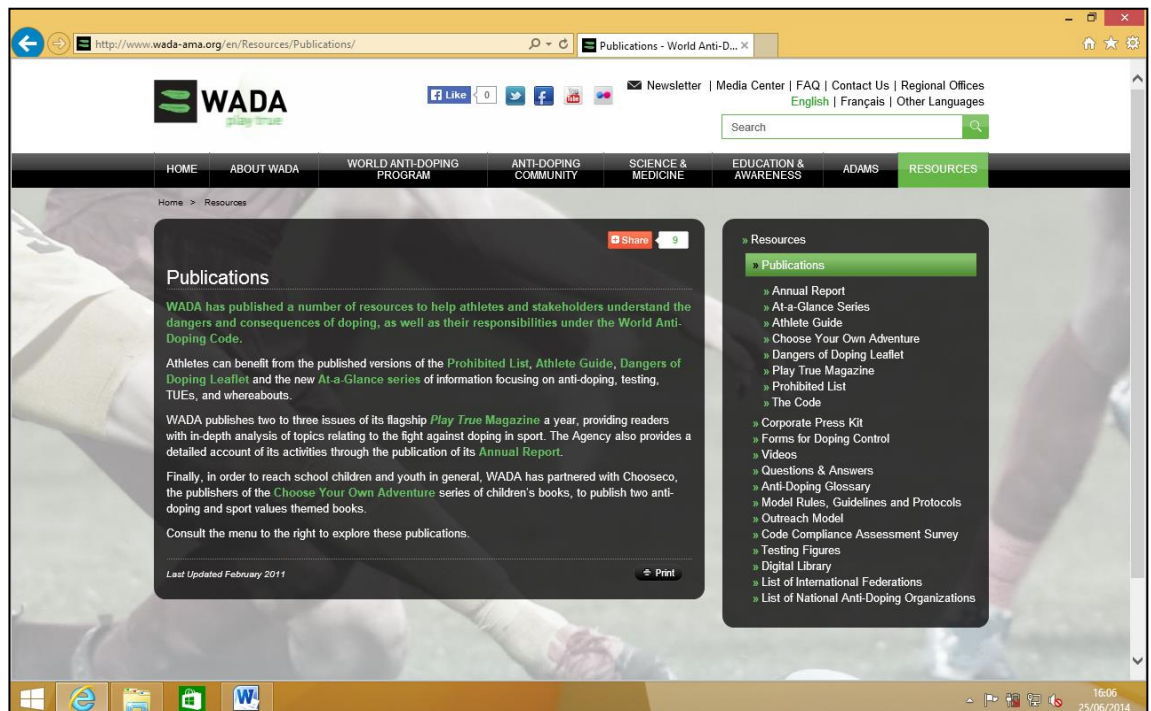 http://www.wada-ama.org/en/Resources/Publications/
Publications - World Anti-D...
WADA
play true
Like 0
Newsletter | Media Center | FAQ | Contact Us | Regional Offices
English | Français | Other Languages
Search
HOME
ABOUT WADA
WORLD ANTI-DOPING
PROGRAM
ANTI-DOPING
COMMUNITY
SCIENCE &
MEDICINE
EDUCATION &
AWARENESS
ADAMS
RESOURCES
Home > Resources
Share 9
Publications
WADA has published a number of resources to help athletes and stakeholders understand the
dangers and consequences of doping, as well as their responsibilities under the World Anti-
Doping Code.
Athletes can benefit from the published versions of the Prohibited List, Athlete Guide, Dangers of
Doping Leaflet and the new At-a-Glance series of information focusing on anti-doping, testing,
TUEs, and whereabouts.
WADA publishes two to three issues of its flagship Play True Magazine a year, providing readers
with in-depth analysis of topics relating to the fight against doping in sport. The Agency also provides a
detailed account of its activities through the publication of its Annual Report.
Finally, in order to reach school children and youth in general, WADA has partnered with Chooseco,
the publishers of the Choose Your Own Adventure series of children's books, to publish two anti-
doping and sport values themed books.
Consult the menu to the right to explore these publications.
Last Updated February 2011
Print
» Resources
» Publications
» Annual Report
» At-a-Glance Series
» Athlete Guide
» Choose Your Own Adventure
» Dangers of Doping Leaflet
» Play True Magazine
» Prohibited List
» The Code
» Corporate Press Kit
» Forms for Doping Control
» Videos
» Questions & Answers
» Anti-Doping Glossary
» Model Rules, Guidelines and Protocols
» Outreach Model
» Code Compliance Assessment Survey
» Testing Figures
» Digital Library
» List of International Federations
» List of National Anti-Doping Organizations
16:06
25/06/2014